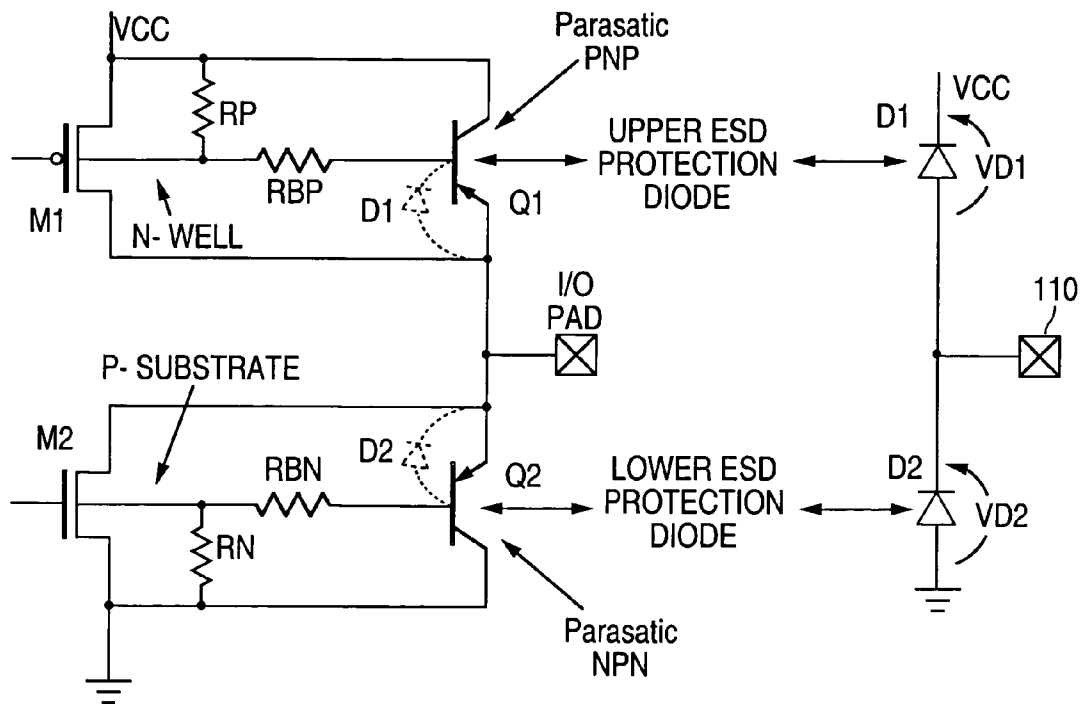 VCC
Parasatic
PNP
RP
RBP
D1
Q1
M1
N- WELL
UPPER ESD
PROTECTION
DIODE
VCC
D1
VD1
I/O
PAD
110
P- SUBSTRATE
M2
RBN
RN
D2
Q2
LOWER ESD
PROTECTION
DIODE
D2
VD2
Parasatic
NPN